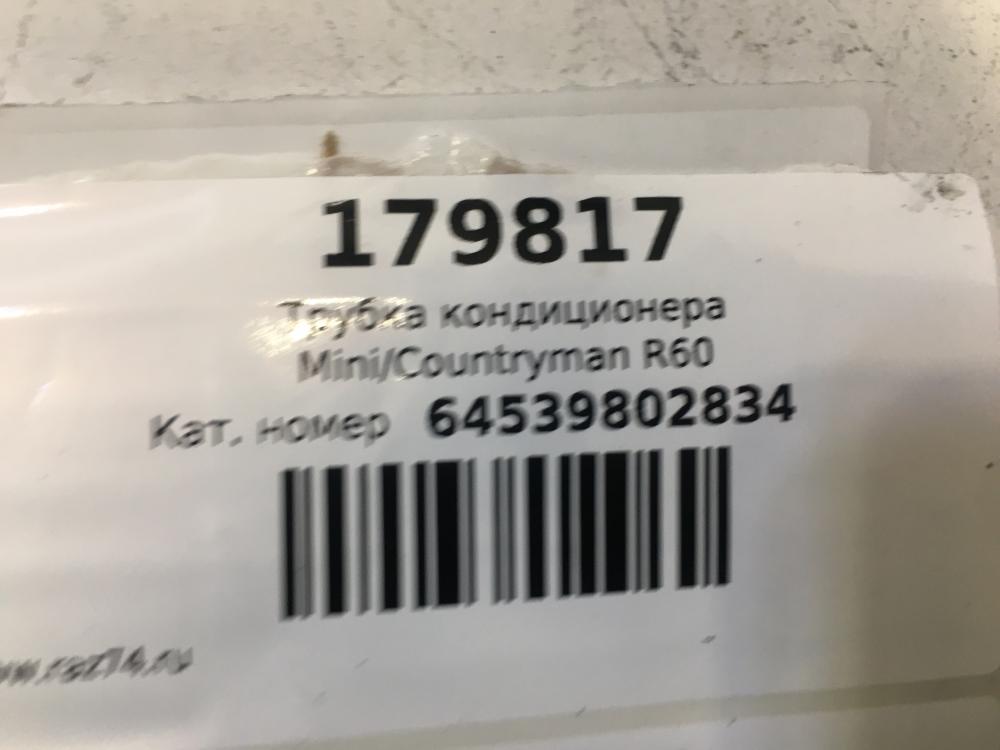 179817
Трубка кондиционера
Mini/Countryman R60
Кат. номер 64539802834